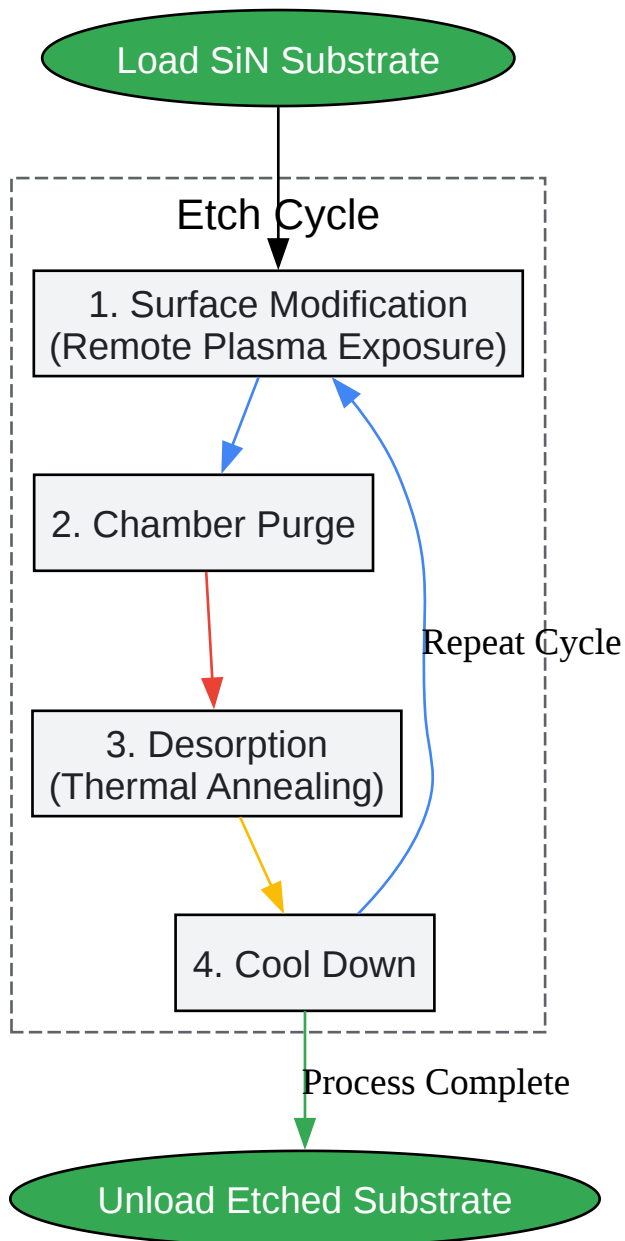 Load SiN Substrate
Etch Cycle
1. Surface Modification
(Remote Plasma Exposure)
2. Chamber Purge
Repeat Cycle
3. Desorption
(Thermal Annealing)
4. Cool Down
Process Complete
Unload Etched Substrate